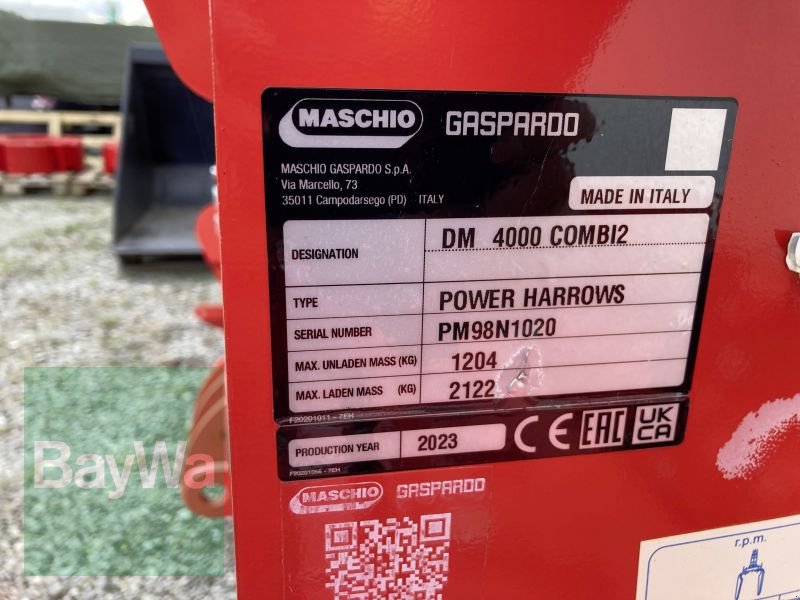 MASCHIO GASPARDO
MASCHIO GASPARDO S.p.A.
Via Marcello, 73
35011 Campodarsego (PD) ITALY
MADE IN ITALY
DESIGNATION DM 4000 COMBI2
TYPE POWER HARROWS
SERIAL NUMBER PM98N1020
MAX. UNLADEN MASS (KG) 1204
MAX. LADEN MASS (KG) 2122
F20201011 - 7EH
PRODUCTION YEAR 2023 CE EAC UK CA
F20201056 - 7EH
MASCHIO GASPARDO
r.p.m.
BayWa